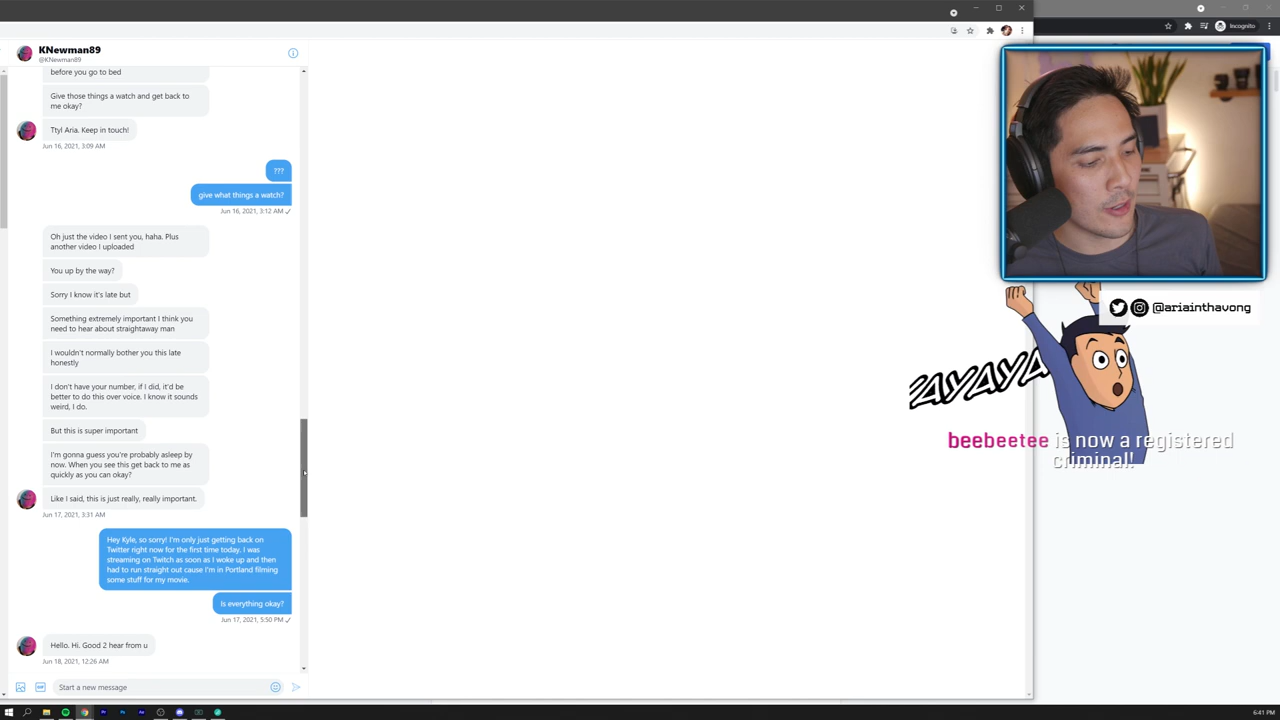 Incognito
KNewman89
@KNewman89
before you go to bed
Give those things a watch and get back to
me okay?
Ttyl Aria. Keep in touch!
Jun 16, 2021, 3:09 AM
???
give what things a watch?
Jun 16, 2021, 3:12 AM
Oh just the video I sent you, haha. Plus
another video I uploaded
You up by the way?
Sorry I know it's late but
Something extremely important I think you
need to hear about straightaway man
I wouldn't normally bother you this late
honestly
I don't have your number, if I did, it'd be
better to do this over voice. I know it sounds
weird, I do.
But this is super important
I'm gonna guess you're probably asleep by
now. When you see this get back to me as
quickly as you can okay?
Like I said, this is just really, really important.
Jun 17, 2021, 3:31 AM
Hey Kyle, so sorry! I'm only just getting back on
Twitter right now for the first time today. I was
streaming on Twitch as soon as I woke up and then
had to run straight out cause I'm in Portland filming
some stuff for my movie.
Is everything okay?
Jun 17, 2021, 5:50 PM
Hello. Hi. Good 2 hear from u
Jun 18, 2021, 12:26 AM
GIF
Start a new message
@ariainthavong
AYAYA
beebeetee is now a registered
criminal!
6:41 PM